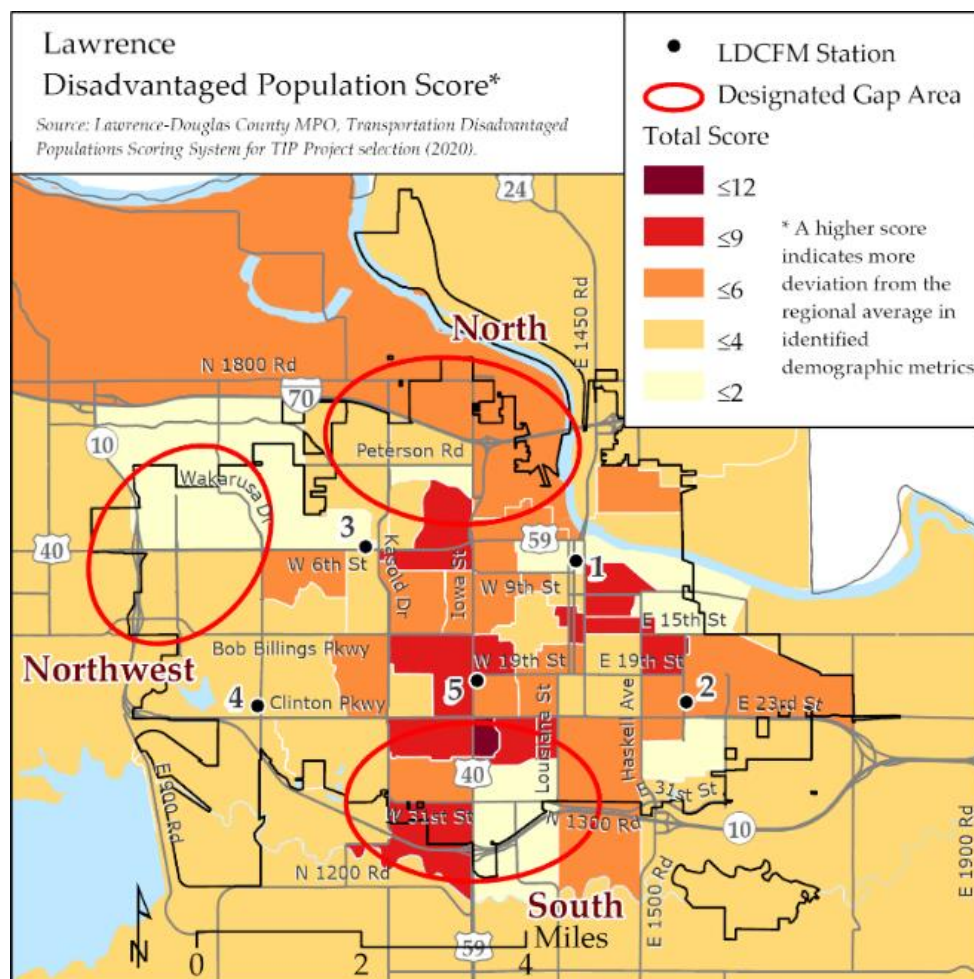 Lawrence
Disadvantaged Population Score*
Source: Lawrence-Douglas County MPO, Transportation Disadvantaged
Populations Scoring System for TIP Project selection (2020).
LDCFM Station
Designated Gap Area
Total Score
≤12
≤9
≤6
≤4
≤2
* A higher score
indicates more
deviation from the
regional average in
identified
demographic metrics.
24
E 1450 Rd
North
N 1800 Rd
70
10
Peterson Rd
Wakarusa Dr
40
3
59
1
W 6th St
Kasold Dr
Iowa St
W 9th St
E 15th St
Northwest
Bob Billings Pkwy
W 19th St
E 19th St
4
Clinton Pkwy
5
2
E 23rd St
Louisiana St
Haskell Ave
40
E 900 Rd
W 31st St
E 31st St
N 1300 Rd
10
N 1200 Rd
South
E 1500 Rd
E 1900 Rd
N
Miles
59
0
2
4